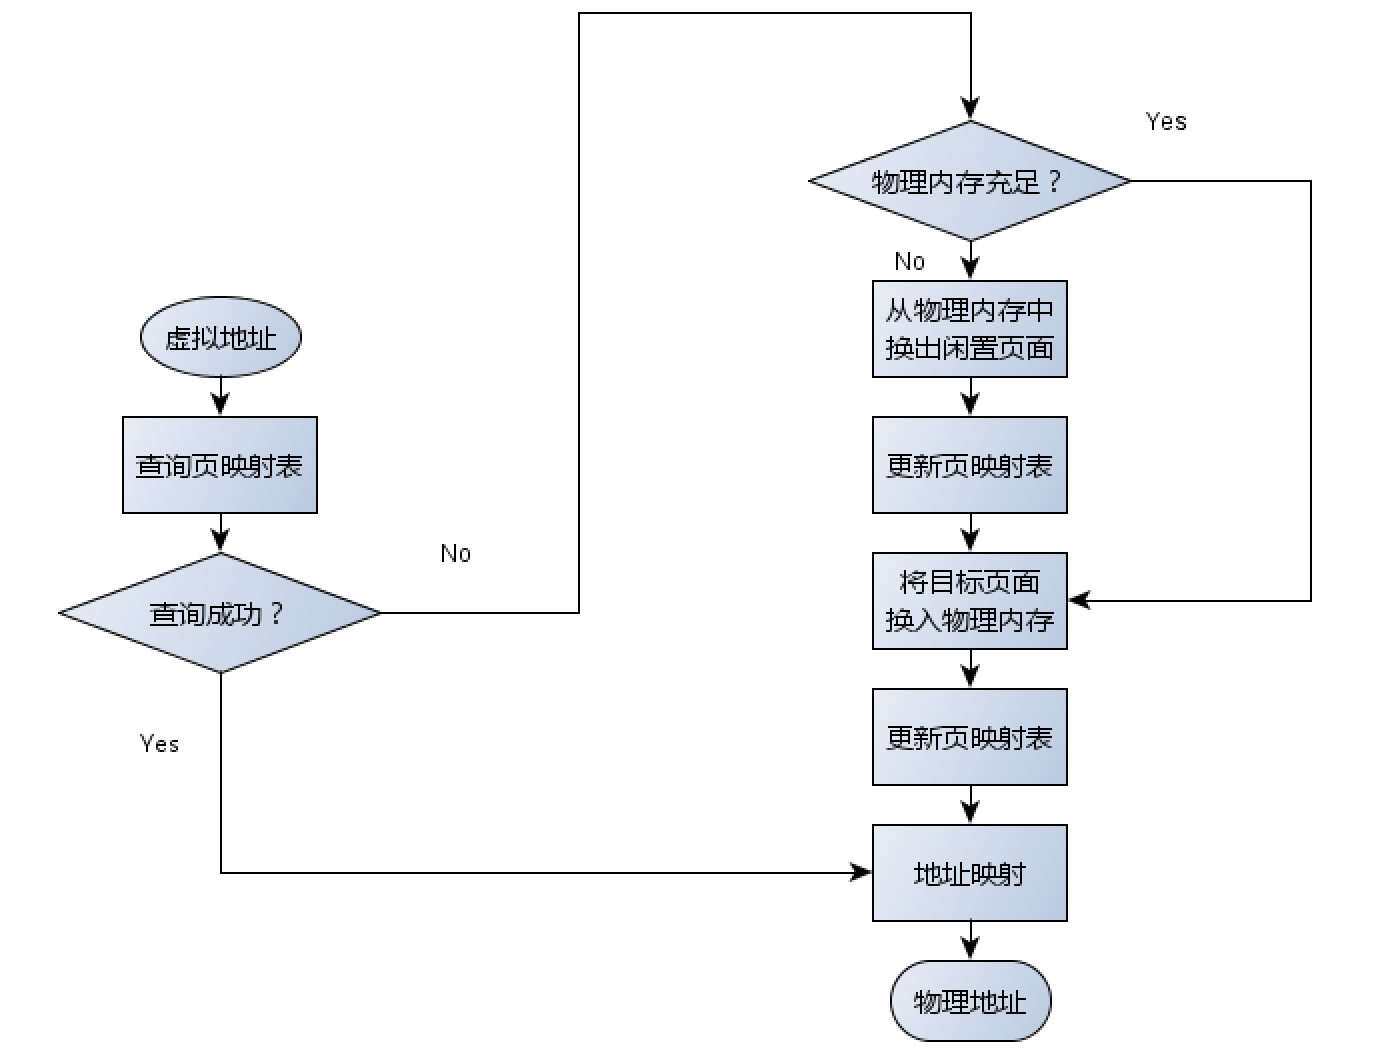 虚拟地址
查询页映射表
查询成功？
No
Yes
物理内存充足？
Yes
No
从物理内存中
换出闲置页面
更新页映射表
将目标页面
换入物理内存
更新页映射表
地址映射
物理地址